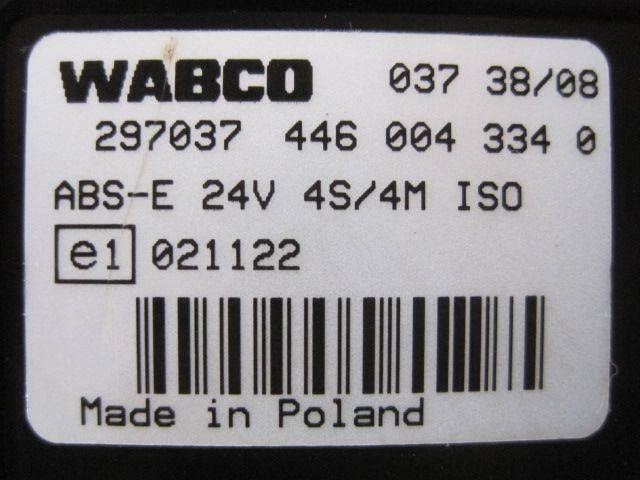 WABCO 037 38/08
297037 446 004 334 0
ABS-E 24V 4S/4M ISO
e1 021122
Made in Poland